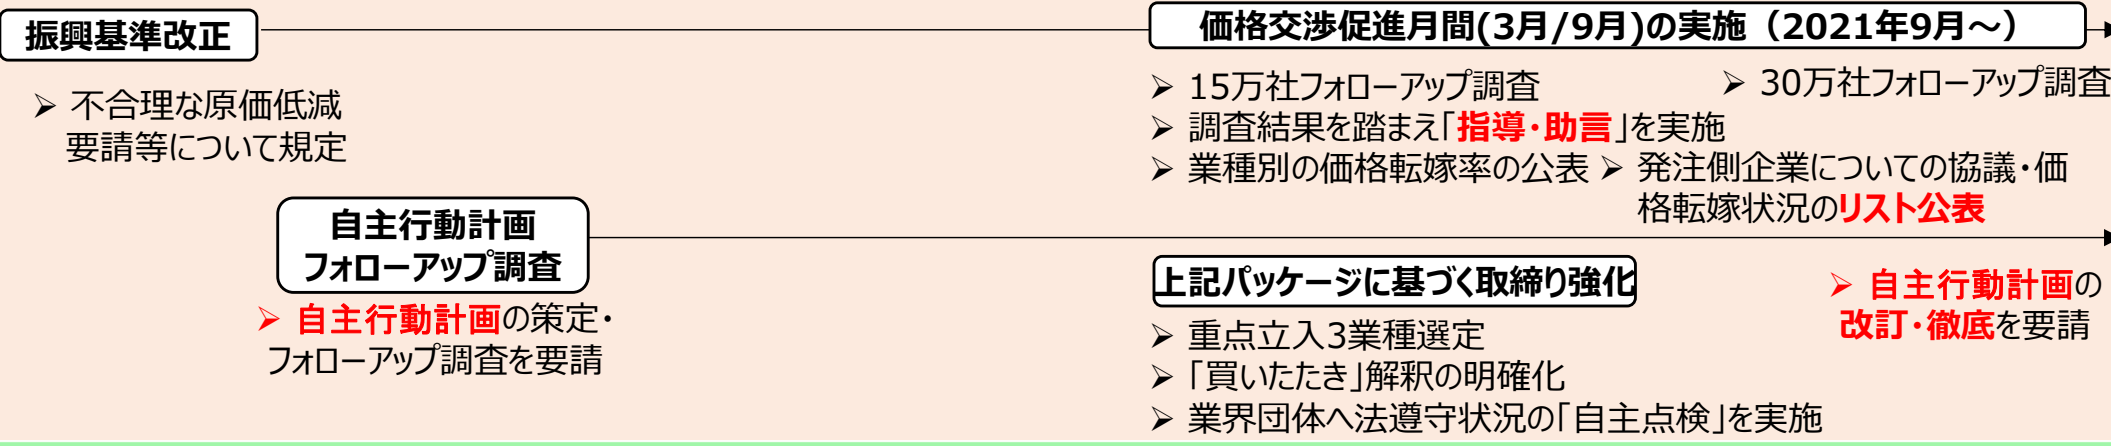 振興基準改正
➢ 不合理な原価低減
要請等について規定
自主行動計画
フォローアップ調査
➢ 自主行動計画の策定・
フォローアップ調査を要請
価格交渉促進月間(3月/9月)の実施（2021年9月～）
➢ 15万社フォローアップ調査
➢ 30万社フォローアップ調査
➢ 調査結果を踏まえ「指導・助言」を実施
➢ 業種別の価格転嫁率の公表
➢ 発注側企業についての協議・価
格転嫁状況のリスト公表
上記パッケージに基づく取締り強化
➢ 重点立入3業種選定
➢ 「買いたたき」解釈の明確化
➢ 業界団体へ法遵守状況の「自主点検」を実施
➢ 自主行動計画の
改訂・徹底を要請